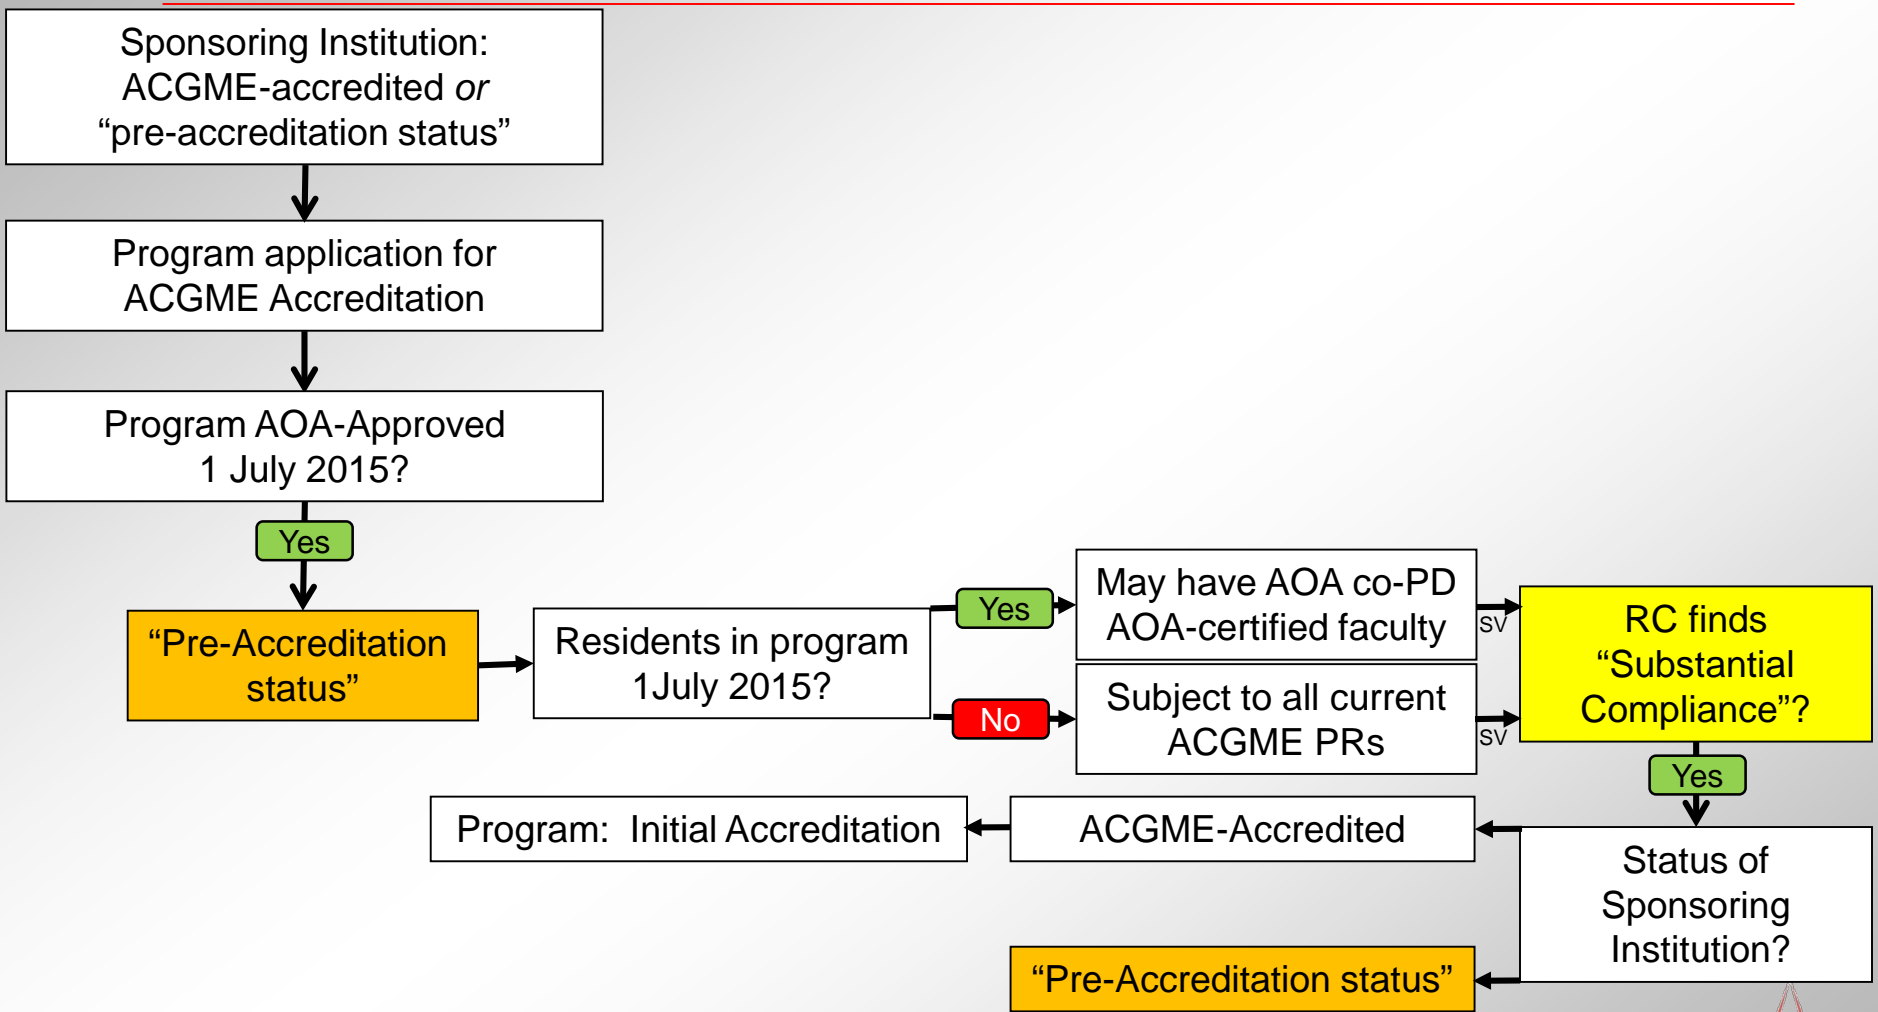 Sponsoring Institution:
ACGME-accredited or
“pre-accreditation status”
Program application for
ACGME Accreditation
Program AOA-Approved
1 July 2015?
Yes
“Pre-Accreditation
status”
Residents in program
1July 2015?
Yes
May have AOA co-PD
AOA-certified faculty
SV
No
Subject to all current
ACGME PRs
SV
RC finds
“Substantial
Compliance”?
Yes
Status of
Sponsoring
Institution?
ACGME-Accredited
Program: Initial Accreditation
“Pre-Accreditation status”